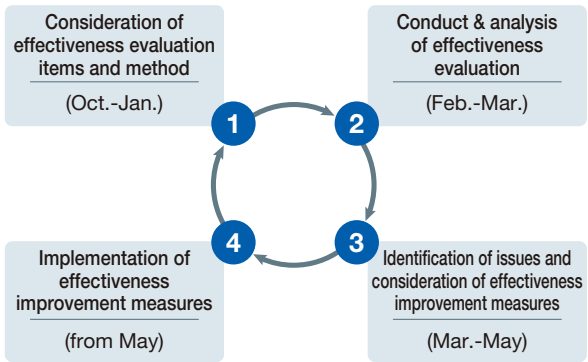 Consideration of
effectiveness evaluation
items and method
(Oct.-Jan.)
1
Conduct & analysis
of effectiveness
evaluation
(Feb.-Mar.)
2
3
Identification of issues and
consideration of effectiveness
improvement measures
(Mar.-May)
4
Implementation of
effectiveness
improvement measures
(from May)